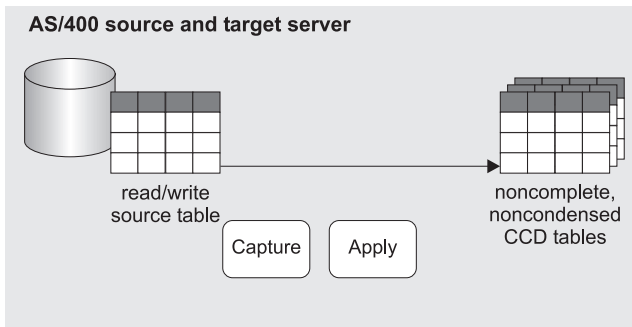 AS/400 source and target server
read/write
source table
noncomplete,
noncondensed
CCD tables
Capture
Apply